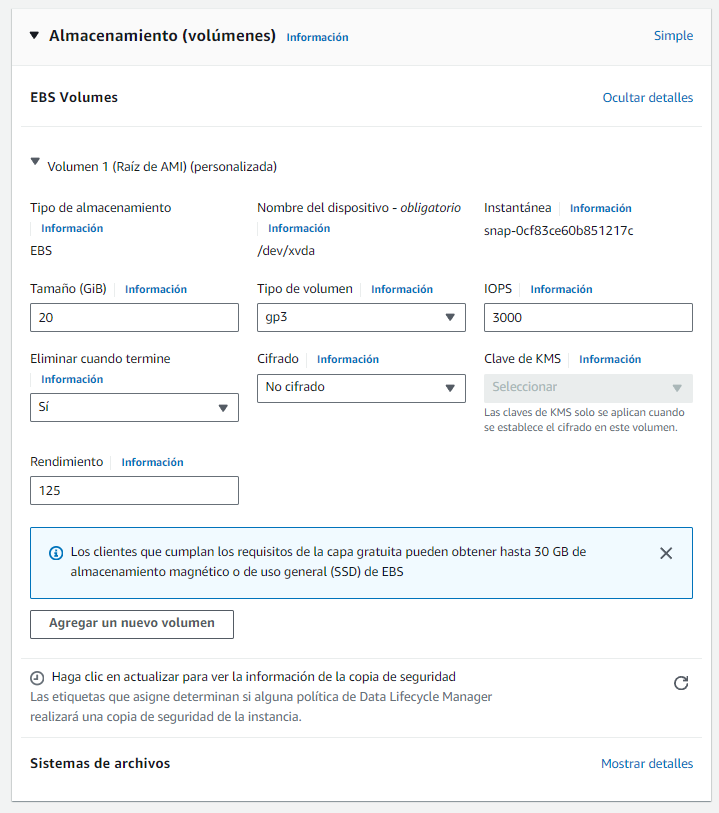 Almacenamiento (volúmenes) Información Simple
EBS Volumes Ocultar detalles
Volumen 1 (Raíz de AMI) (personalizada)
Tipo de almacenamiento
Información
EBS
Nombre del dispositivo - obligatorio
Información
/dev/xvda
Instantánea Información
snap-0cf83ce60b851217c
Tamaño (GiB) Información
20
Tipo de volumen Información
gp3
IOPS Información
3000
Eliminar cuando termine
Información
Sí
Cifrado Información
No cifrado
Clave de KMS Información
Seleccionar
Las claves de KMS solo se aplican cuando
se establece el cifrado en este volumen.
Rendimiento Información
125
Los clientes que cumplan los requisitos de la capa gratuita pueden obtener hasta 30 GB de
almacenamiento magnético o de uso general (SSD) de EBS
Agregar un nuevo volumen
Haga clic en actualizar para ver la información de la copia de seguridad
Las etiquetas que asigne determinan si alguna política de Data Lifecycle Manager
realizará una copia de seguridad de la instancia.
Sistemas de archivos Mostrar detalles